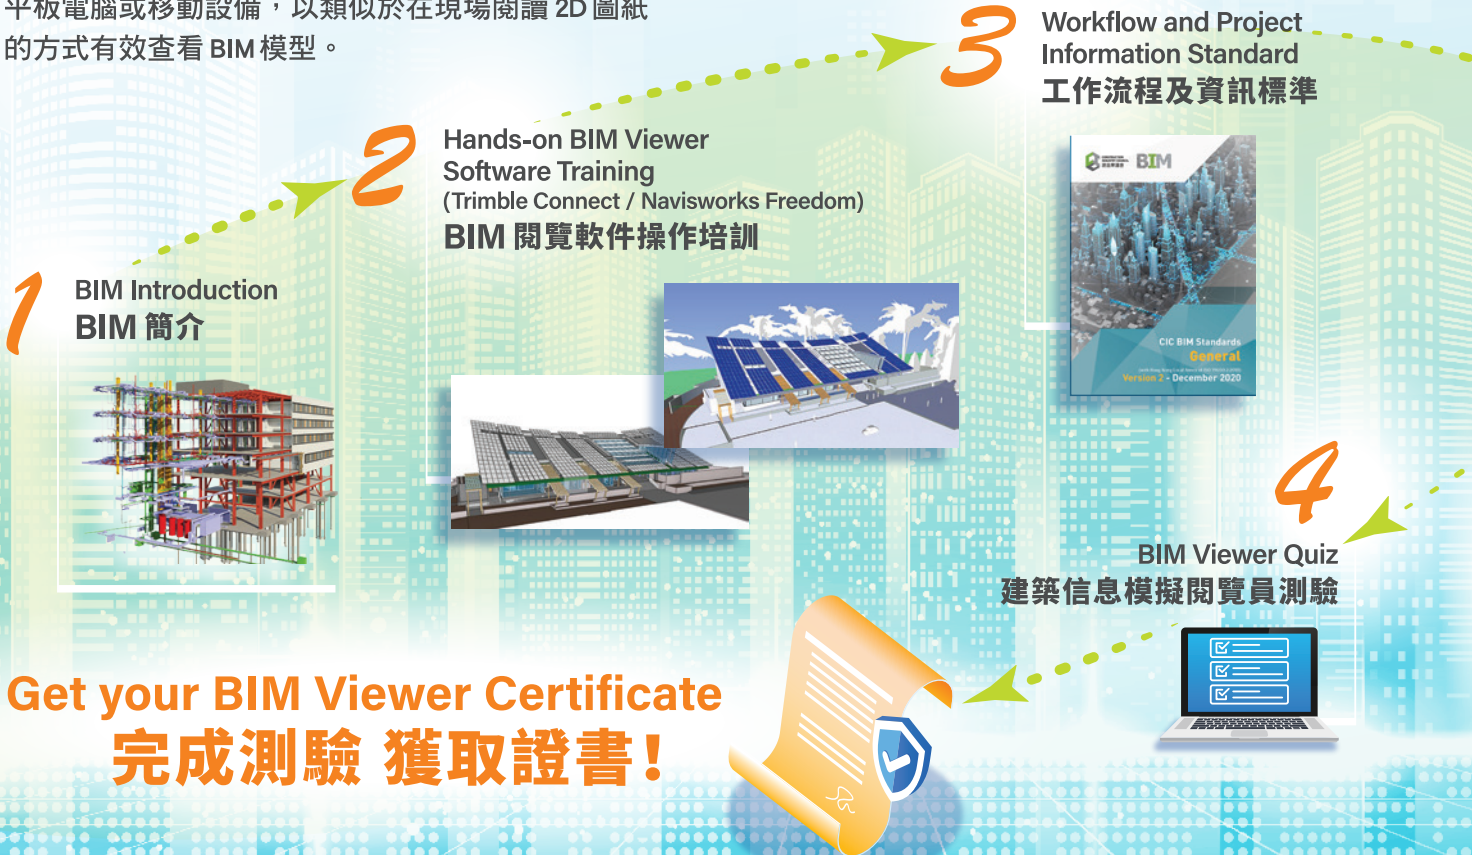 平板電腦或移動設備，以類似於在現場閱讀 2D 圖紙
的方式有效查看 BIM 模型。
1
BIM Introduction
BIM 簡介
2
Hands-on BIM Viewer
Software Training
(Trimble Connect / Navisworks Freedom)
BIM 閱覽軟件操作培訓
3
Workflow and Project
Information Standard
工作流程及資訊標準
BIM
CIC BIM Standards
General
Version 2 - December 2020
4
BIM Viewer Quiz
建築信息模擬閱覽員測驗
Get your BIM Viewer Certificate
完成測驗 獲取證書！